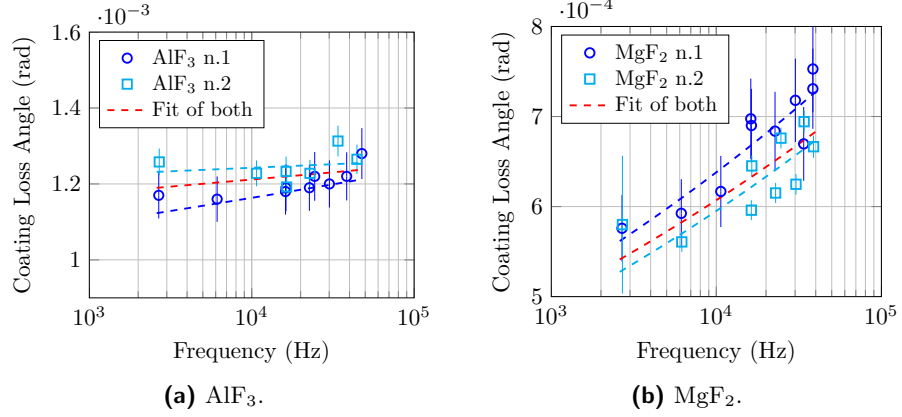 ·10⁻³
1.6
1.4
1.2
1
Coating Loss Angle (rad)
AlF₃ n.1
AlF₃ n.2
Fit of both
10³
10⁴
10⁵
Frequency (Hz)
(a) AlF₃.
·10⁻⁴
8
7
6
5
Coating Loss Angle (rad)
MgF₂ n.1
MgF₂ n.2
Fit of both
10³
10⁴
10⁵
Frequency (Hz)
(b) MgF₂.